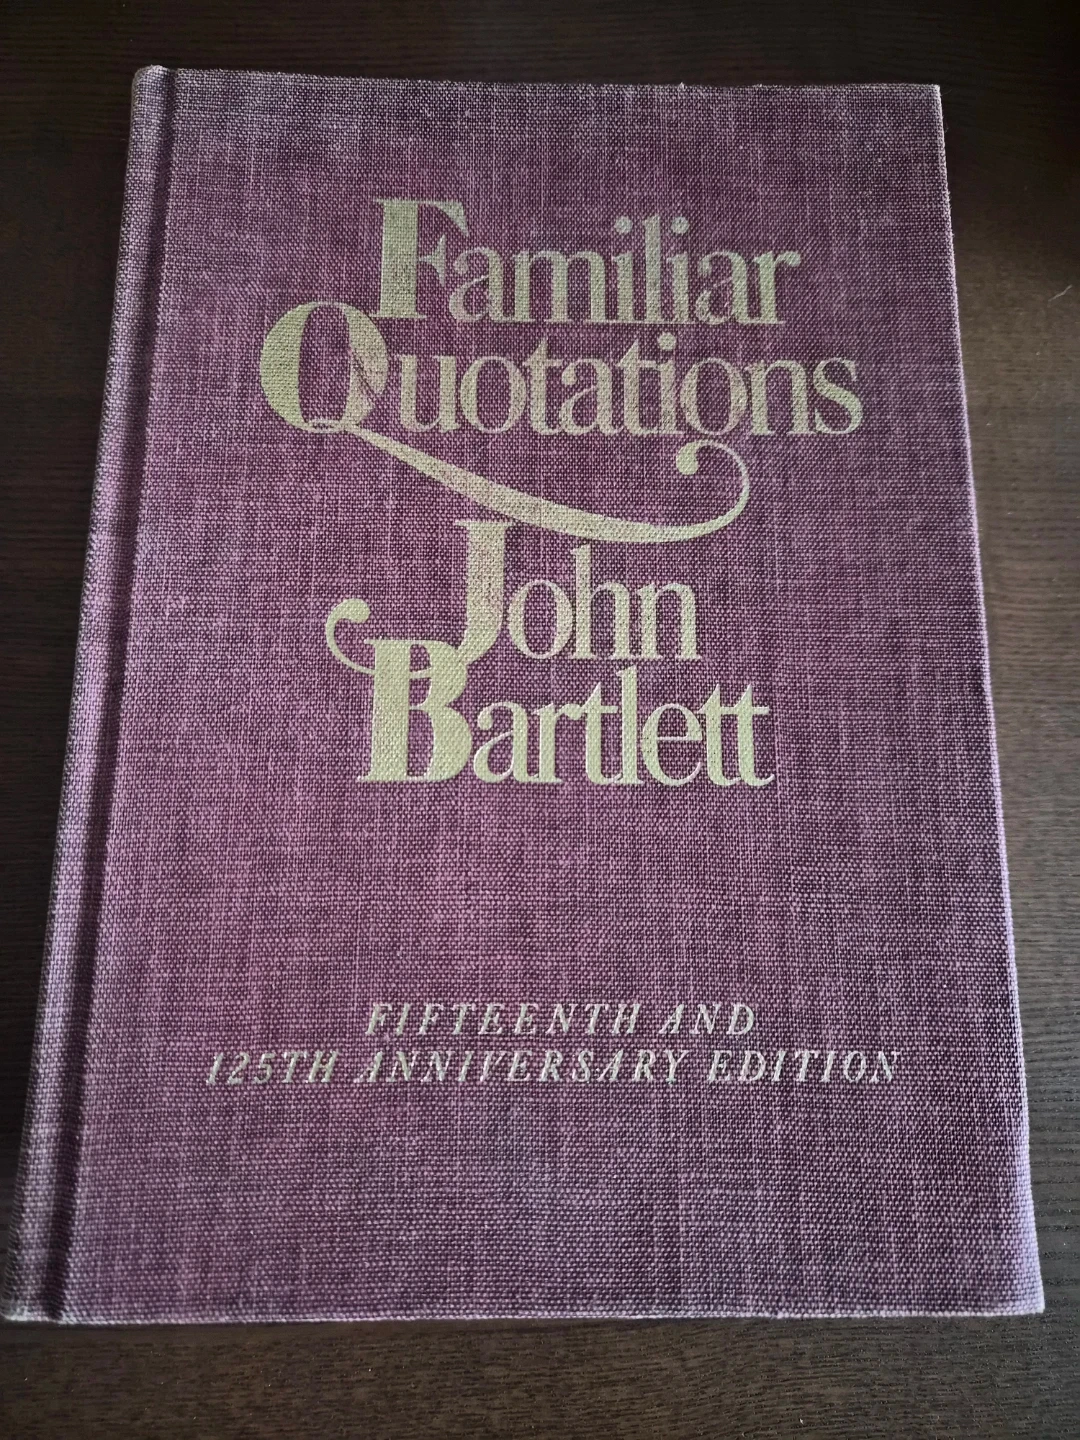 Familiar
Quotations
John
Bartlett
FIFTEENTH AND
125TH ANNIVERSARY EDITION